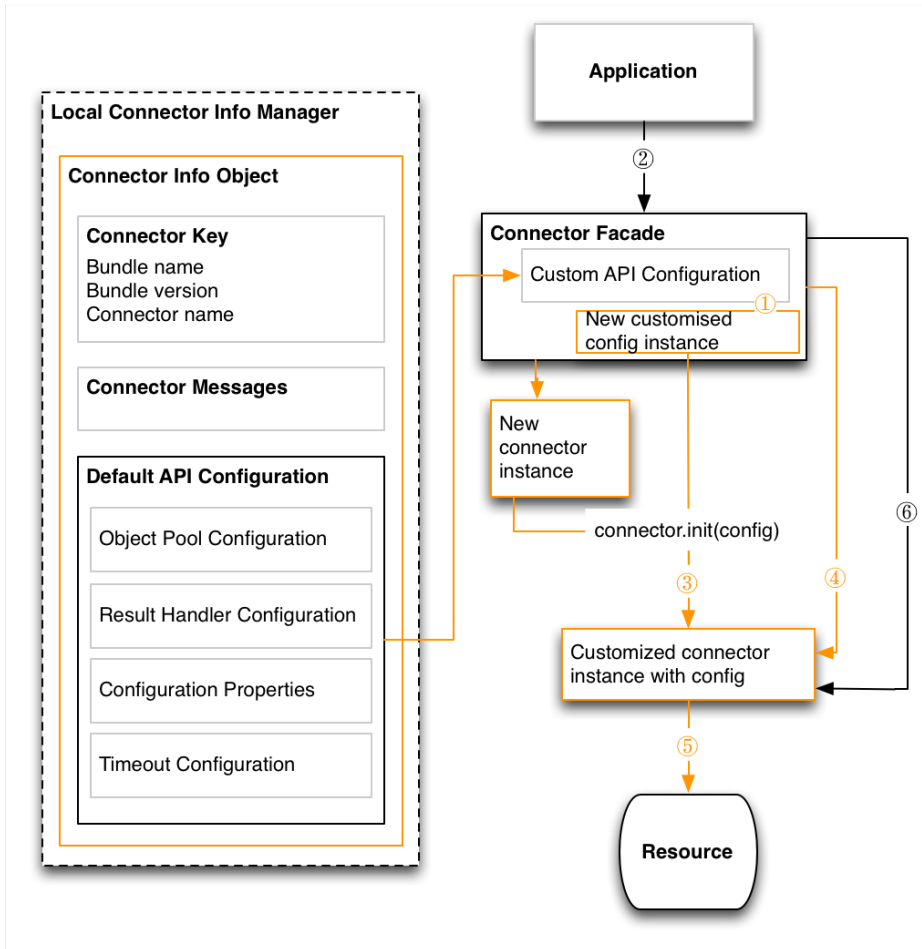 Application
②
Local Connector Info Manager
Connector Info Object
Connector Key
Bundle name
Bundle version
Connector name
Connector Messages
Default API Configuration
Object Pool Configuration
Result Handler Configuration
Configuration Properties
Timeout Configuration
Connector Facade
Custom API Configuration
①
New customised
config instance
New
connector
instance
connector.init(config)
⑥
③
④
Customized connector
instance with config
⑤
Resource